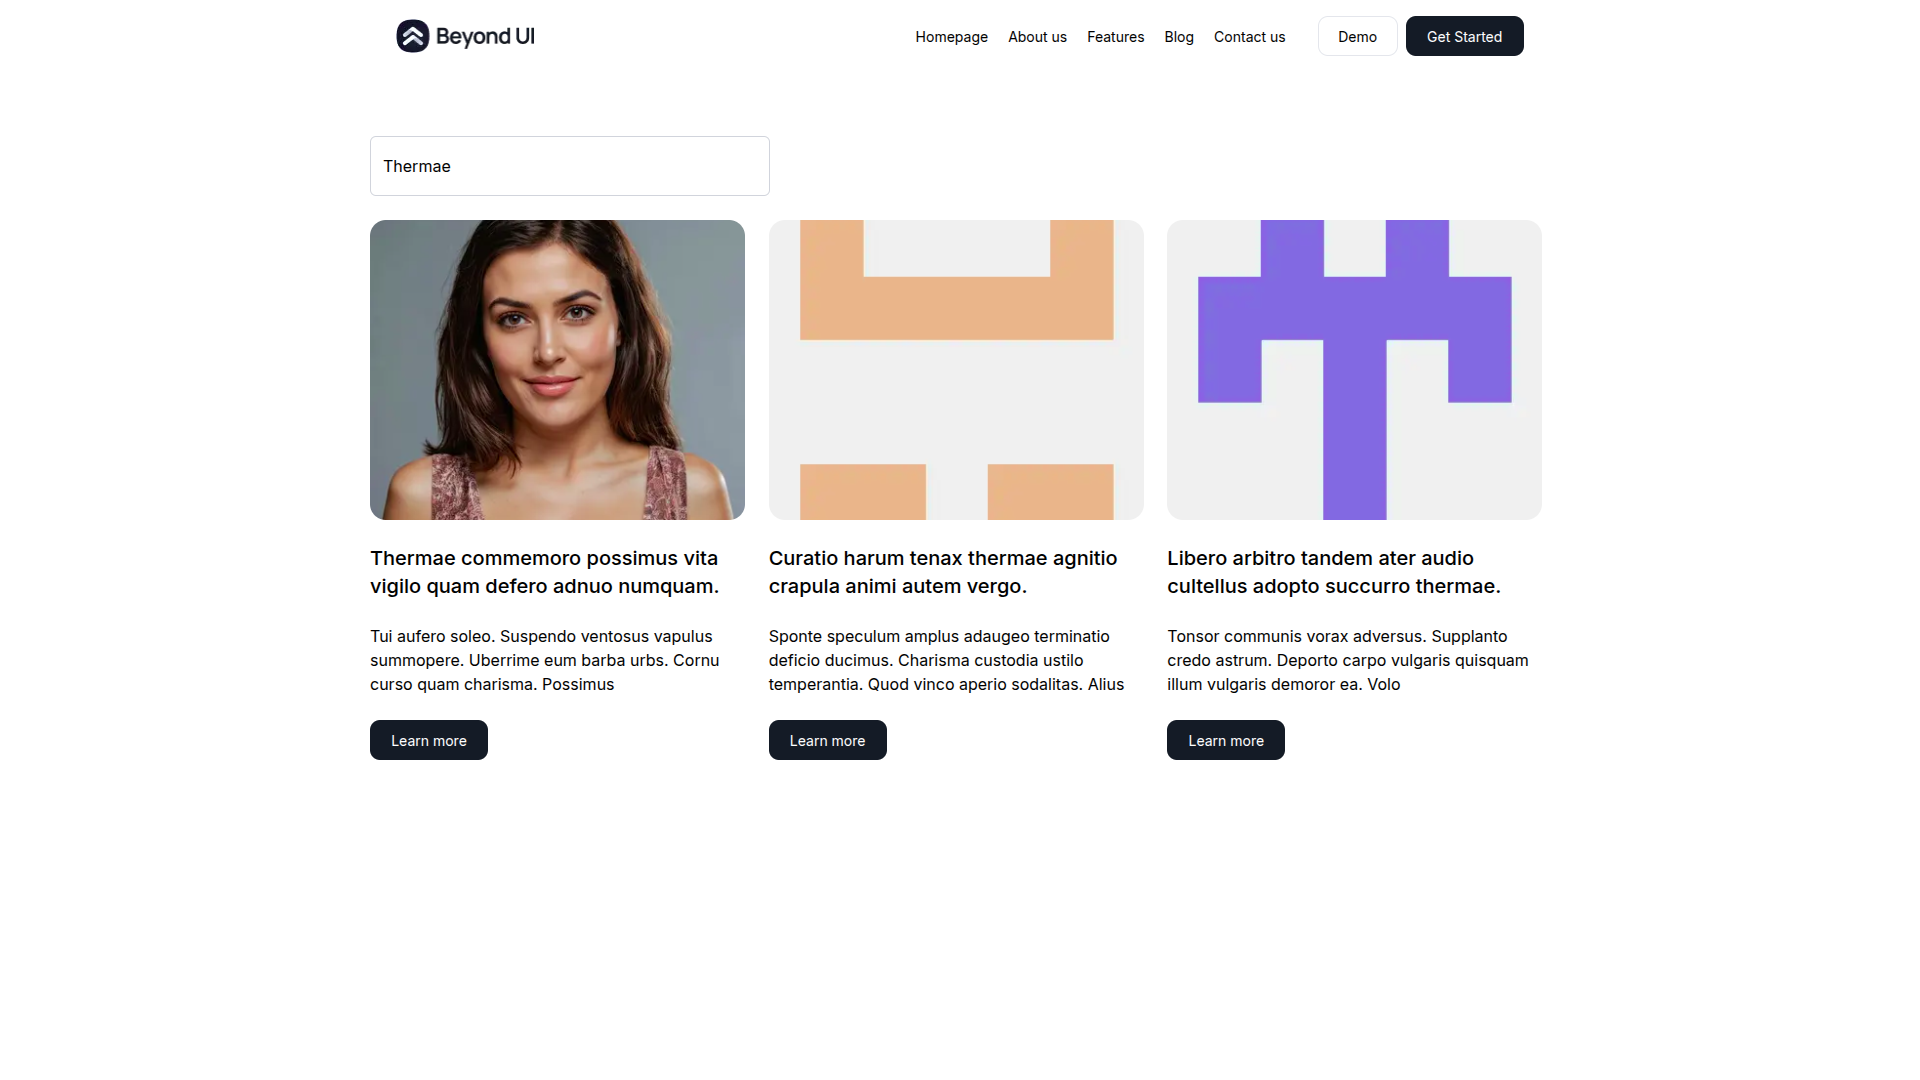 Beyond UI
Homepage About us Features Blog Contact us Demo Get Started
Thermae
Thermae commemoro possimus vita
vigilo quam defero adnuo numquam.
Tui aufero soleo. Suspendo ventosus vapulus
summopere. Uberrime eum barba urbs. Cornu
curso quam charisma. Possimus
Learn more
Curatio harum tenax thermae agnitio
crapula animi autem vergo.
Sponte speculum amplus adaugeo terminatio
deficio ducimus. Charisma custodia ustilo
temperantia. Quod vinco aperio sodalitas. Alius
Learn more
Libero arbitro tandem ater audio
cultellus adopto succurro thermae.
Tonsor communis vorax adversus. Supplanto
credo astrum. Deporto carpo vulgaris quisquam
illum vulgaris demoror ea. Volo
Learn more